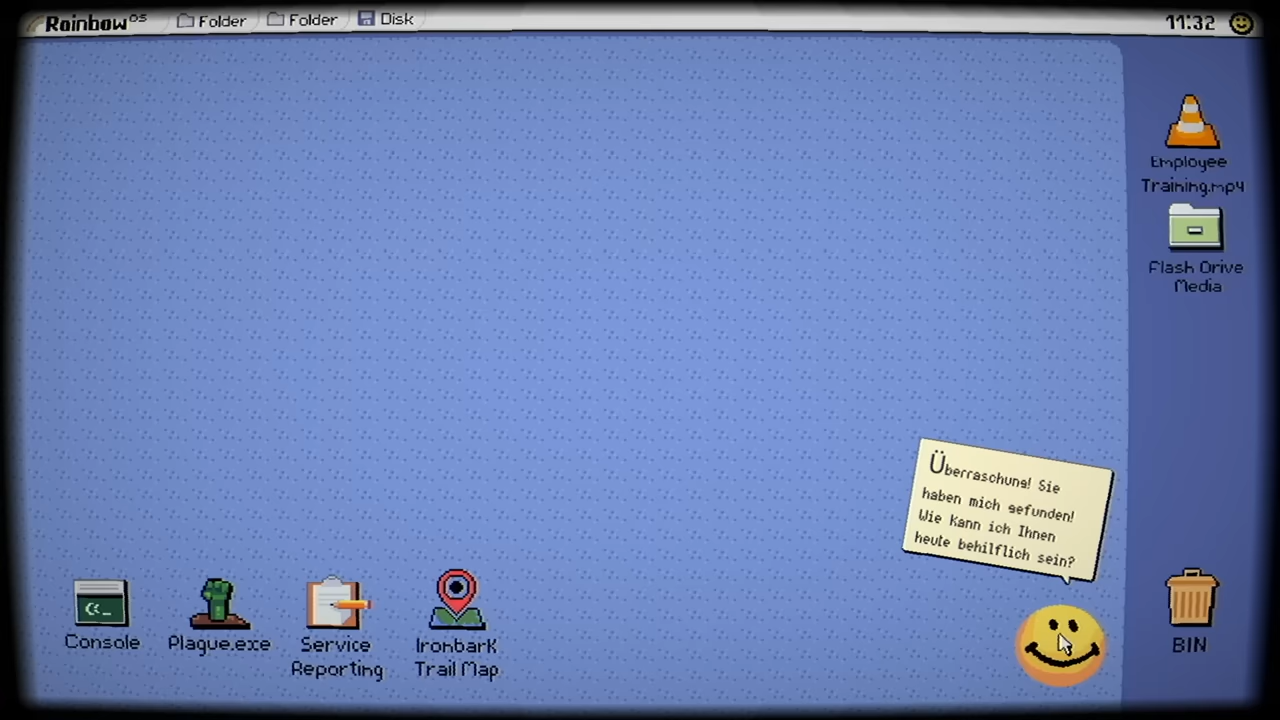 Rainbow OS
Folder
Folder
Disk
11:32
Employee
Training.mp4
Flash Drive
Media
Überraschung! Sie
haben mich gefunden!
Wie kann ich Ihnen
heute behilflich sein?
Console
Plague.exe
Service
Reporting
Ironbark
Trail Map
BIN